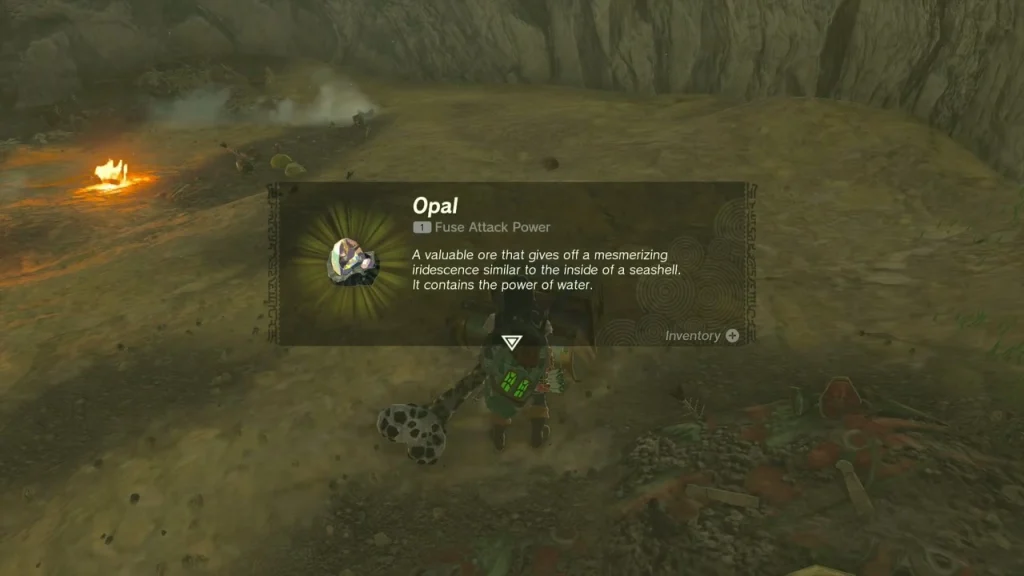 Opal
1 Fuse Attack Power
A valuable ore that gives off a mesmerizing
iridescence similar to the inside of a seashell.
It contains the power of water.
Inventory